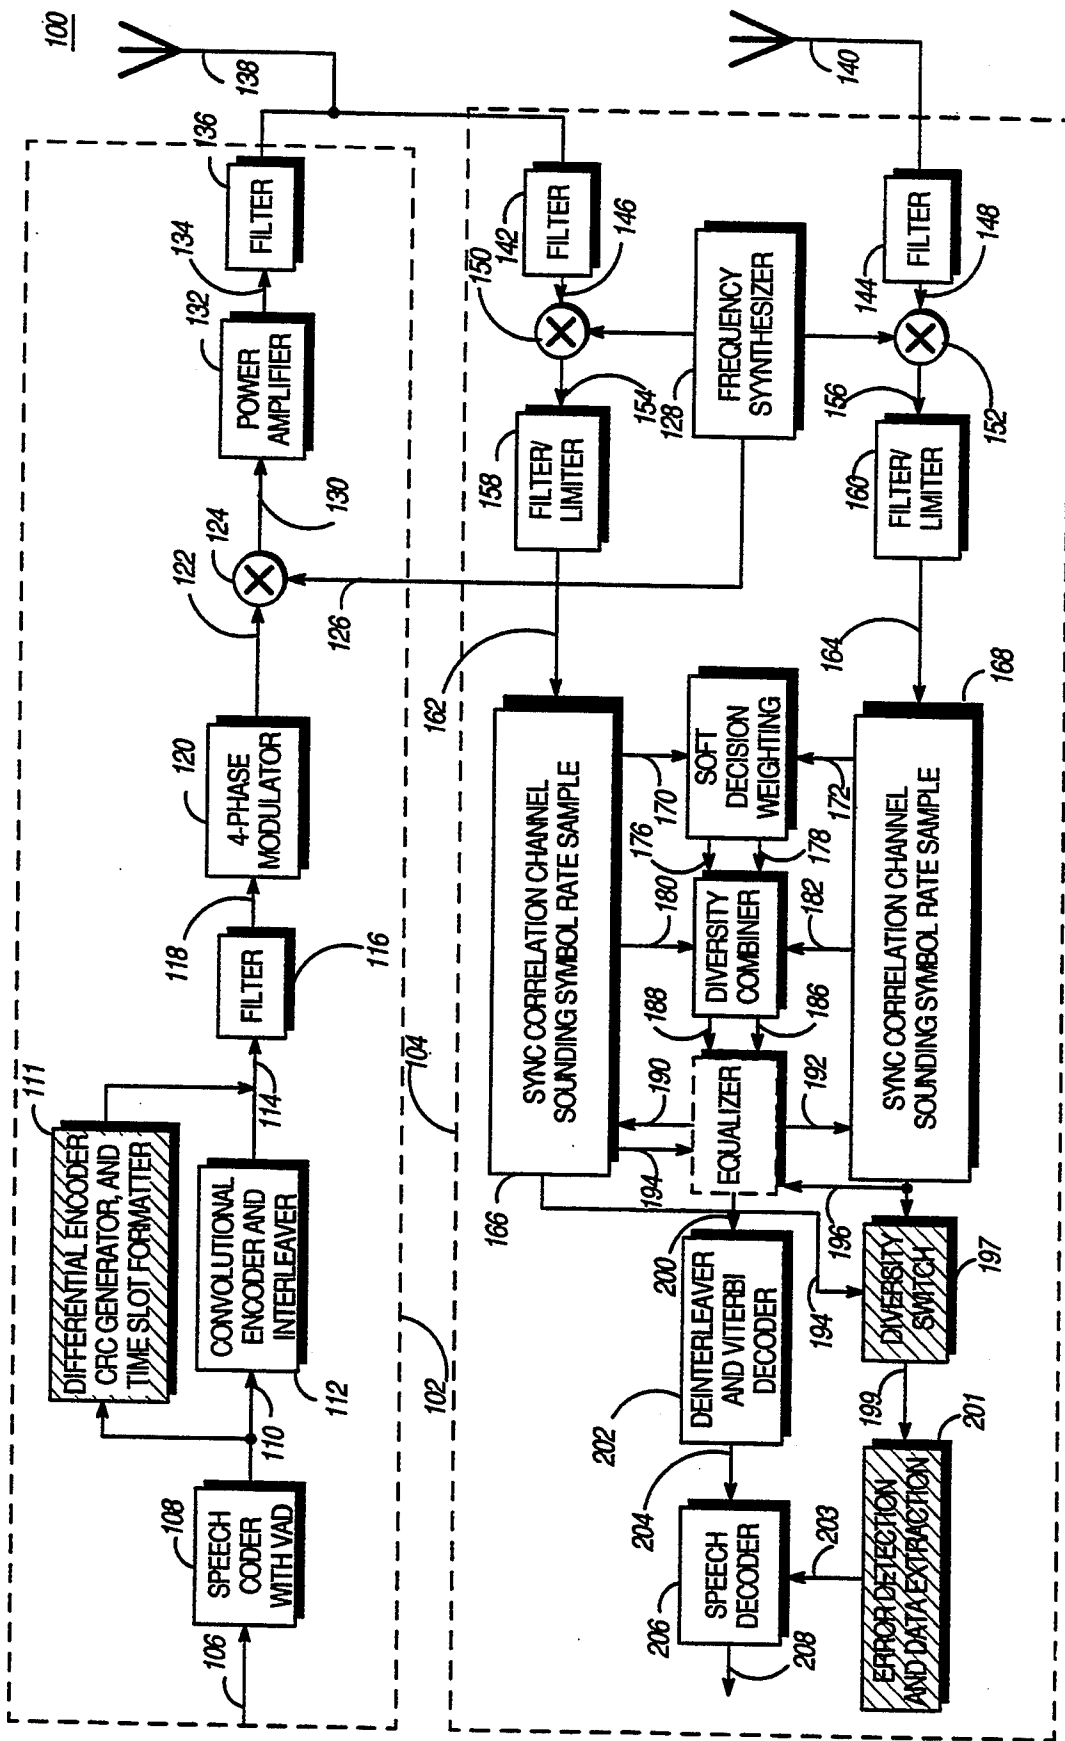 100
106
108
SPEECH
CODER
WITH VAD
110
111
DIFFERENTIAL ENCODER
CRC GENERATOR, AND
TIME SLOT FORMATTER
112
CONVOLUTIONAL
ENCODER AND
INTERLEAVER
114
116
FILTER
118
120
4-PHASE
MODULATOR
122
124
126
130
132
POWER
AMPLIFIER
134
136
FILTER
138
102
104
142
FILTER
146
150
154
158
FILTER/
LIMITER
162
128
FREQUENCY
SYYNTHESIZER
140
144
FILTER
148
152
156
160
FILTER/
LIMITER
164
166
SYNC CORRELATION CHANNEL
SOUNDING SYMBOL RATE SAMPLE
168
SYNC CORRELATION CHANNEL
SOUNDING SYMBOL RATE SAMPLE
170
172
SOFT
DECISION
WEIGHTING
176
178
180
182
DIVERSITY
COMBINER
188
186
190
192
194
EQUALIZER
196
194
DIVERSITY
SWITCH
197
199
200
202
DEINTERLEAVER
AND VITERBI
DECODER
204
201
ERROR DETECTION
AND DATA EXTRACTION
203
206
SPEECH
DECODER
208